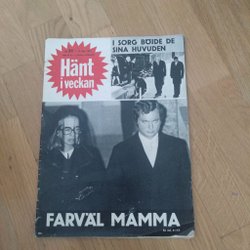 I SORG BÖJDE DE
SINA HUVUDEN
Hänt
i veckan
FARVÄL MAMMA